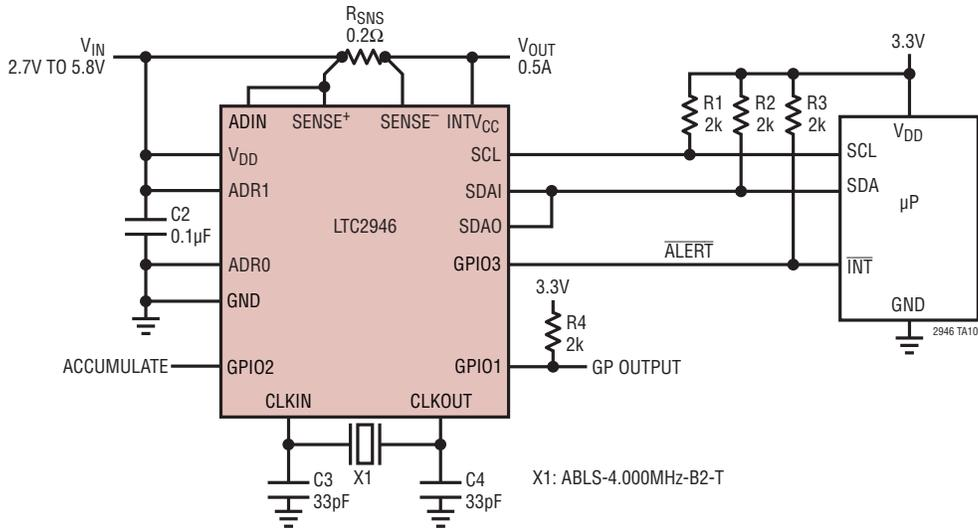 RSNS
0.2Ω
VIN
2.7V TO 5.8V
VOUT
0.5A
3.3V
ADIN
SENSE+
SENSE–
INTVCC
R1
2k
R2
2k
R3
2k
VDD
VDD
SCL
SCL
ADR1
SDAI
SDA
µP
C2
0.1µF
LTC2946
SDAO
ADR0
GPIO3
ALERT
INT
GND
3.3V
GND
R4
2k
2946 TA10
ACCUMULATE
GPIO2
GPIO1
GP OUTPUT
CLKIN
CLKOUT
C3
33pF
X1
C4
33pF
X1: ABLS-4.000MHz-B2-T